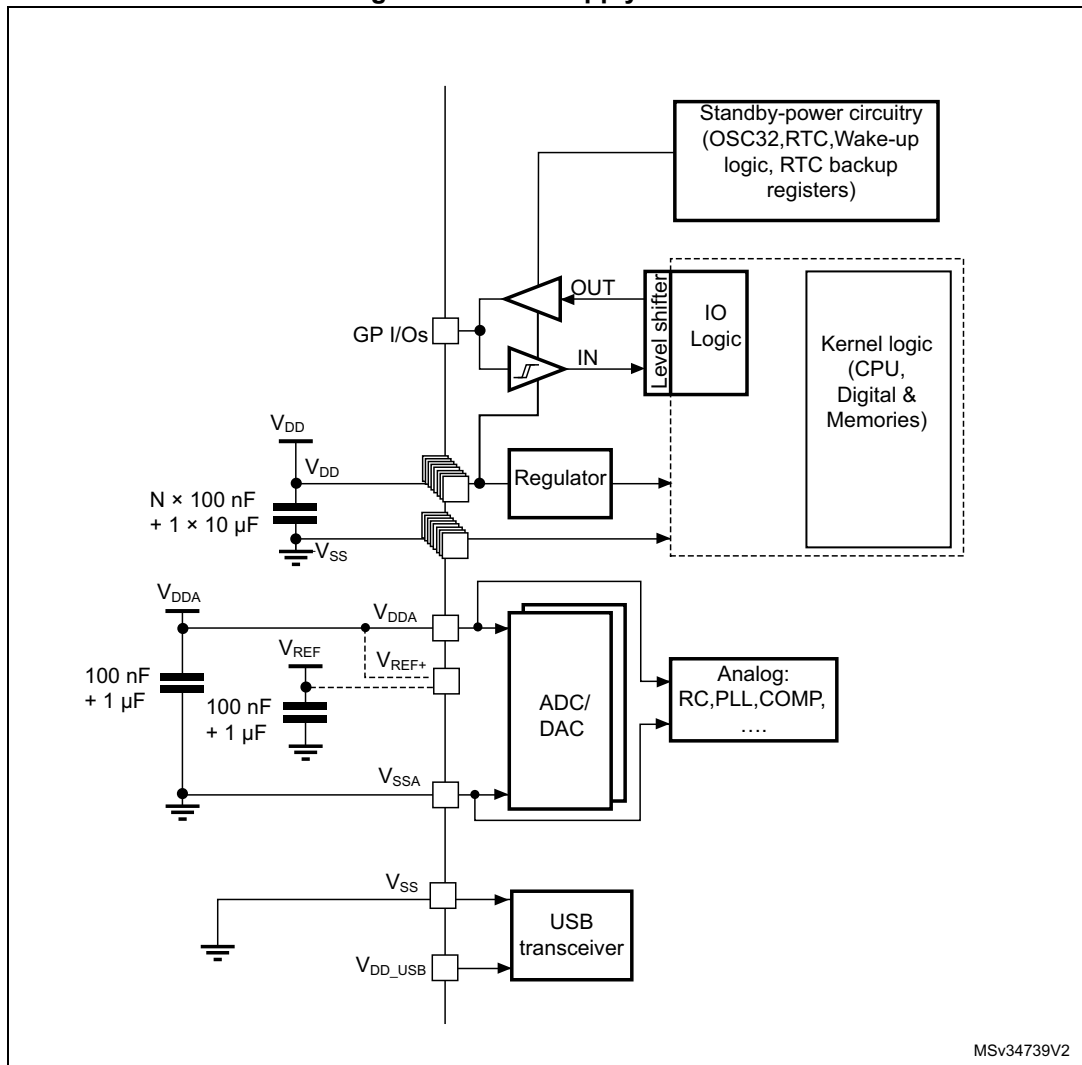 Standby-power circuitry
(OSC32,RTC,Wake-up
logic, RTC backup
registers)
OUT
Level shifter
IO
Logic
GP I/Os
IN
Kernel logic
(CPU,
Digital &
Memories)
VDD
VDD
Regulator
N × 100 nF
+ 1 × 10 µF
VSS
VDDA
VDDA
VREF
VREF+
100 nF
+ 1 µF
100 nF
+ 1 µF
ADC/
DAC
Analog:
RC,PLL,COMP,
....
VSSA
VSS
USB
transceiver
VDD_USB
MSv34739V2